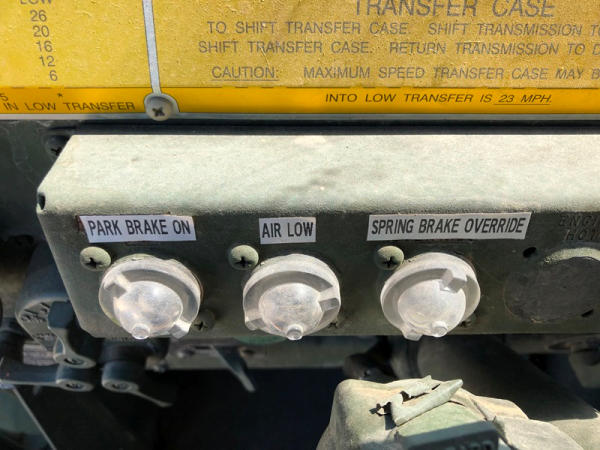 LOW
26
20
16
12
6
5 *
IN LOW TRANSFER
TRANSFER CASE
TO SHIFT TRANSFER CASE. SHIFT TRANSMISSION TO
SHIFT TRANSFER CASE. RETURN TRANSMISSION TO D
CAUTION: MAXIMUM SPEED TRANSFER CASE MAY B
INTO LOW TRANSFER IS 23 MPH.
PARK BRAKE ON
AIR LOW
SPRING BRAKE OVERRIDE